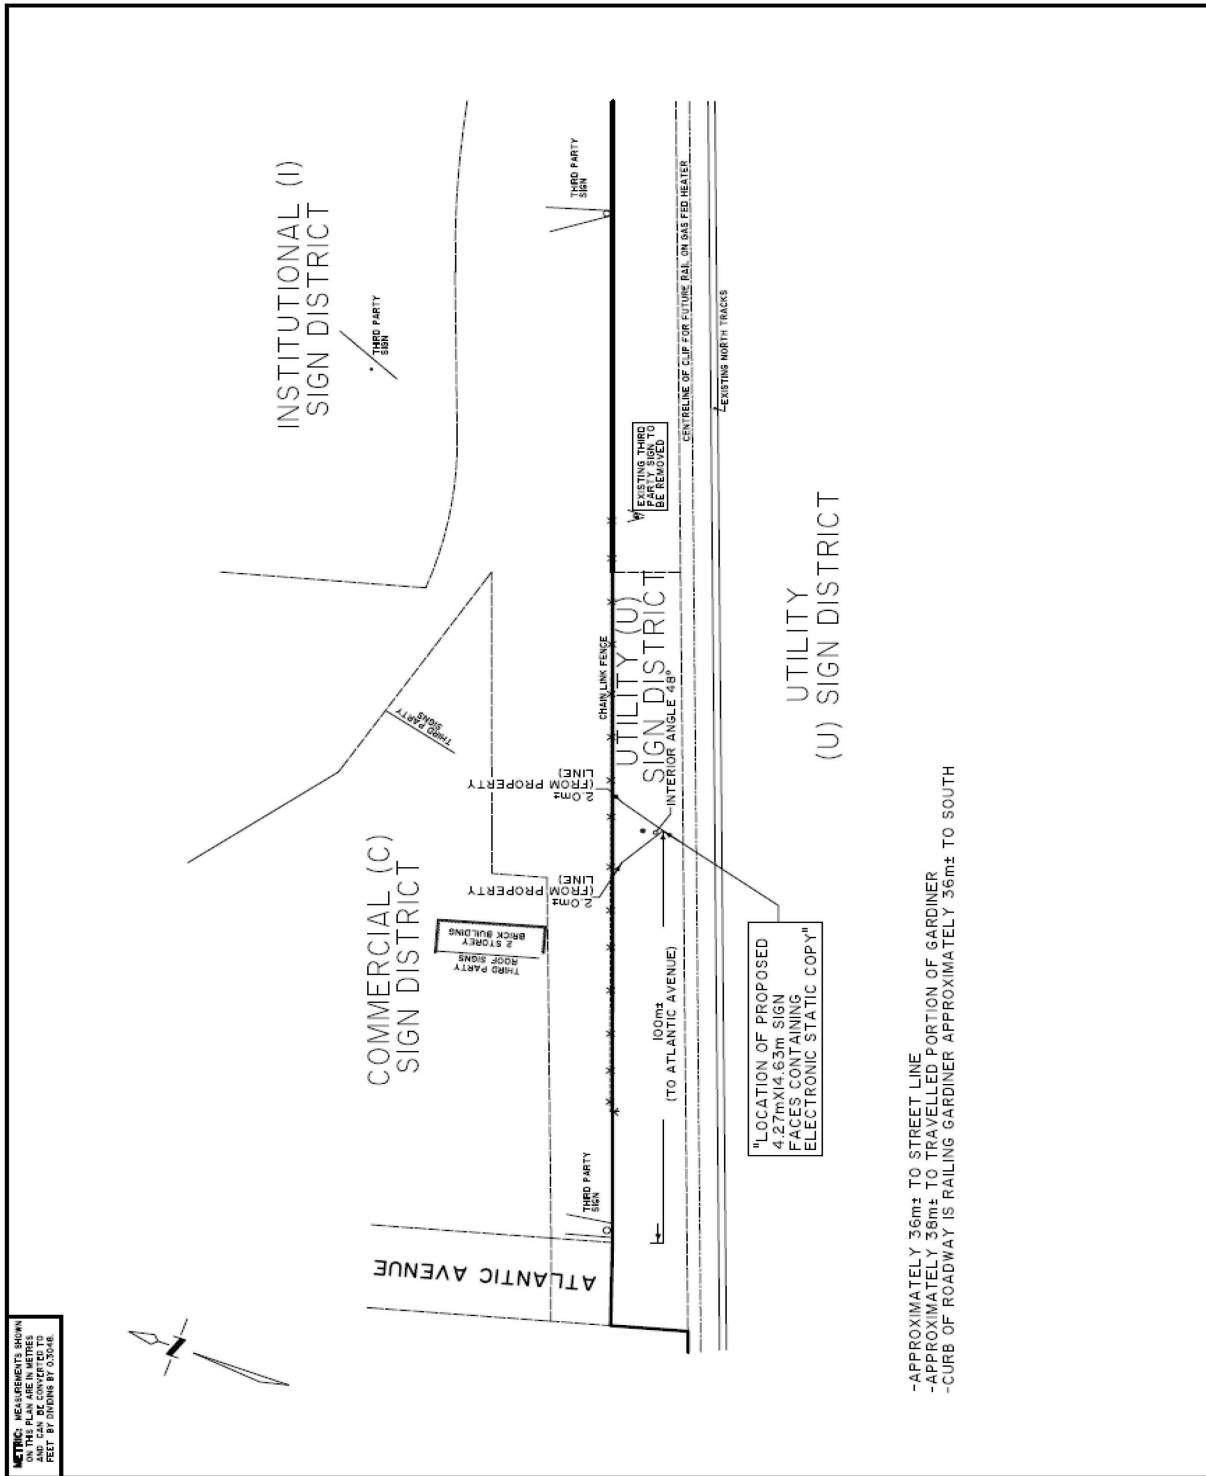 METRIC: MEASUREMENTS SHOWN
ON THIS PLAN ARE IN METRES
AND CAN BE CONVERTED TO
FEET BY DIVIDING BY 0.3048.
INSTITUTIONAL (I)
SIGN DISTRICT
THIRD PARTY
SIGN
THIRD PARTY
SIGN
COMMERCIAL (C)
SIGN DISTRICT
THIRD PARTY
SIGNS
2 STOREY
BRICK BUILDING
THIRD PARTY
ROOF SIGNS
2.0m±
(FROM PROPERTY
LINE)
2.0m±
(FROM PROPERTY
LINE)
ATLANTIC AVENUE
THIRD PARTY
SIGN
CHAIN LINK FENCE
UTILITY (U)
SIGN DISTRICT
INTERIOR ANGLE 48°
EXISTING THIRD
PARTY SIGN TO
BE REMOVED
CENTRELINE OF CLIP FOR FUTURE RAIL ON GAS FED HEATER
EXISTING NORTH TRACKS
100m±
(TO ATLANTIC AVENUE)
"LOCATION OF PROPOSED
4.27mX14.63m SIGN
FACES CONTAINING
ELECTRONIC STATIC COPY"
UTILITY
(U) SIGN DISTRICT
-APPROXIMATELY 36m± TO STREET LINE
-APPROXIMATELY 38m± TO TRAVELLED PORTION OF GARDINER
-CURB OF ROADWAY IS RAILING GARDINER APPROXIMATELY 36m± TO SOUTH
N